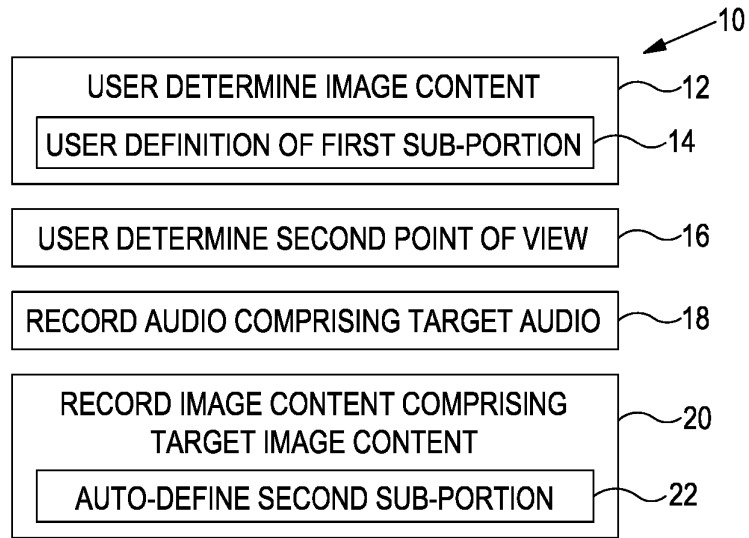 10
USER DETERMINE IMAGE CONTENT
12
USER DEFINITION OF FIRST SUB-PORTION
14
USER DETERMINE SECOND POINT OF VIEW
16
RECORD AUDIO COMPRISING TARGET AUDIO
18
RECORD IMAGE CONTENT COMPRISING
TARGET IMAGE CONTENT
20
AUTO-DEFINE SECOND SUB-PORTION
22